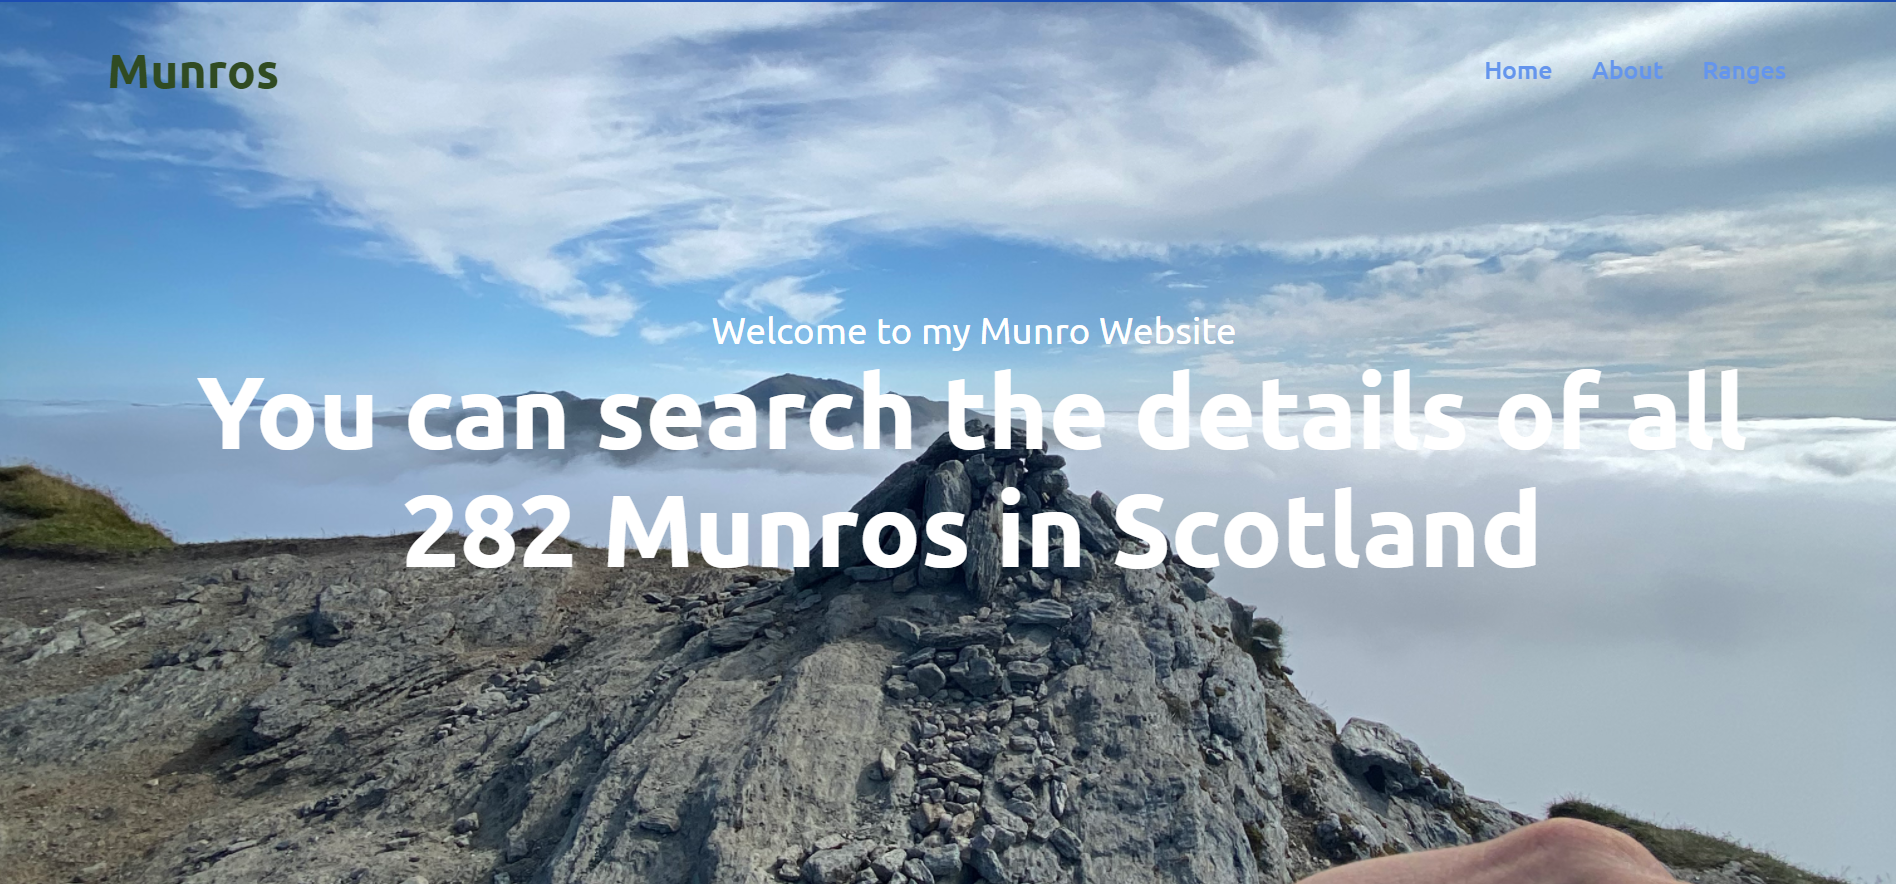 Munros
Home About Ranges
Welcome to my Munro Website
You can search the details of all
282 Munros in Scotland